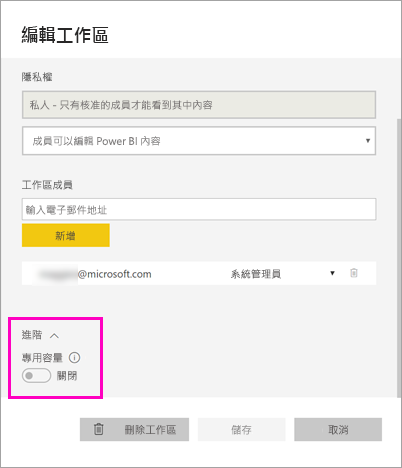 編輯工作區
隱私權
私人 - 只有核准的成員才能看到其中內容
成員可以編輯 Power BI 內容
工作區成員
輸入電子郵件地址
新增
@microsoft.com 系統管理員
進階
專用容量
關閉
刪除工作區 儲存 取消